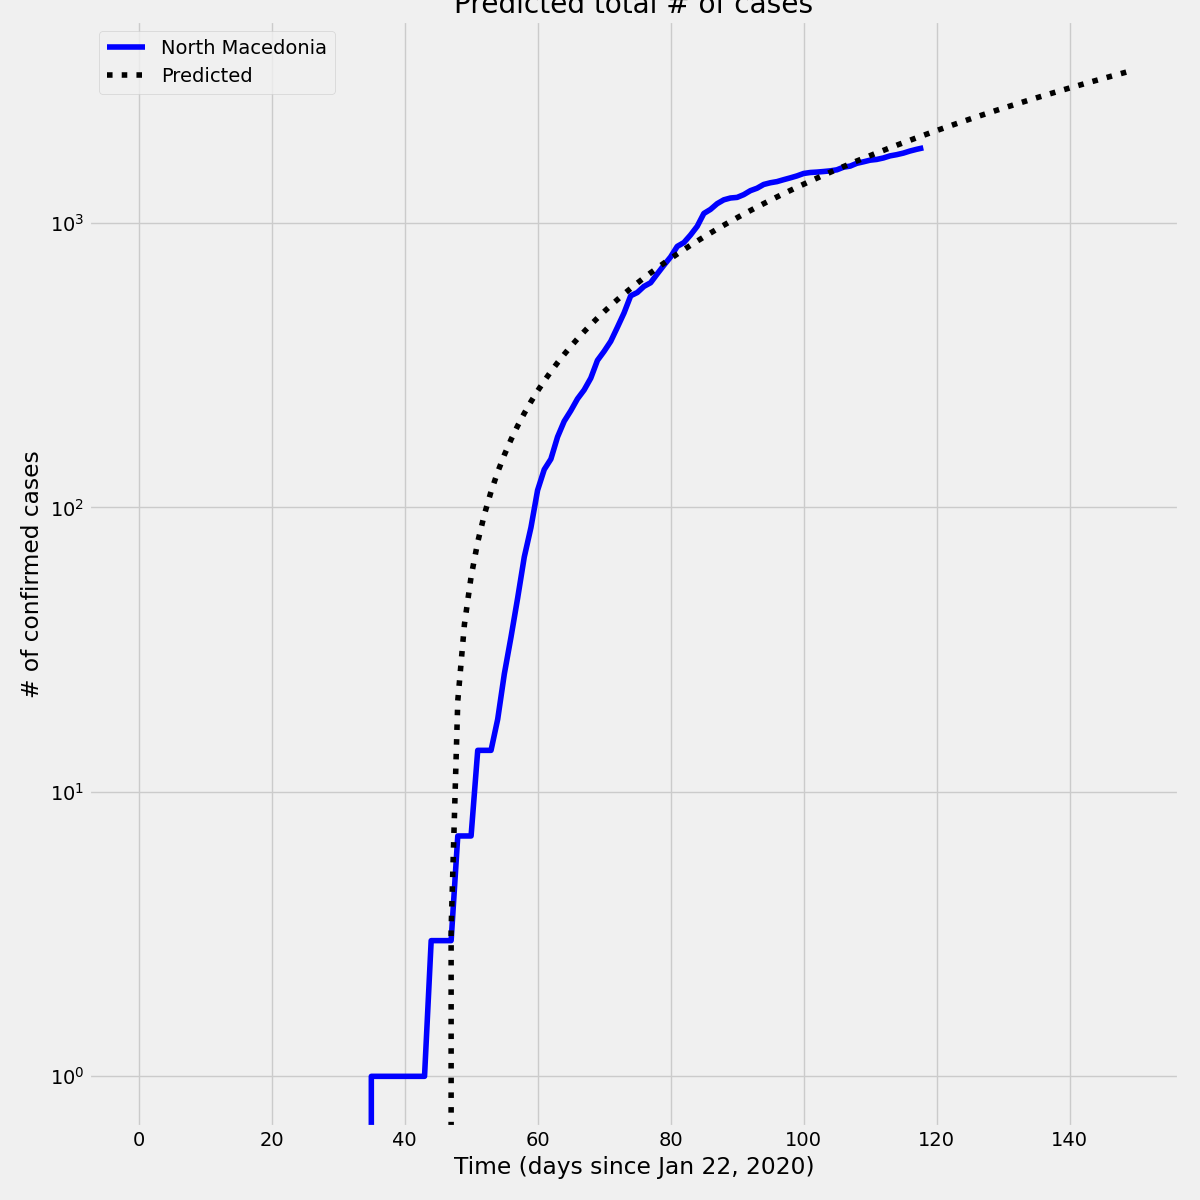 Predicted total # of cases
North Macedonia
Predicted
# of confirmed cases
10³
10²
10¹
10⁰
0 20 40 60 80 100 120 140
Time (days since Jan 22, 2020)